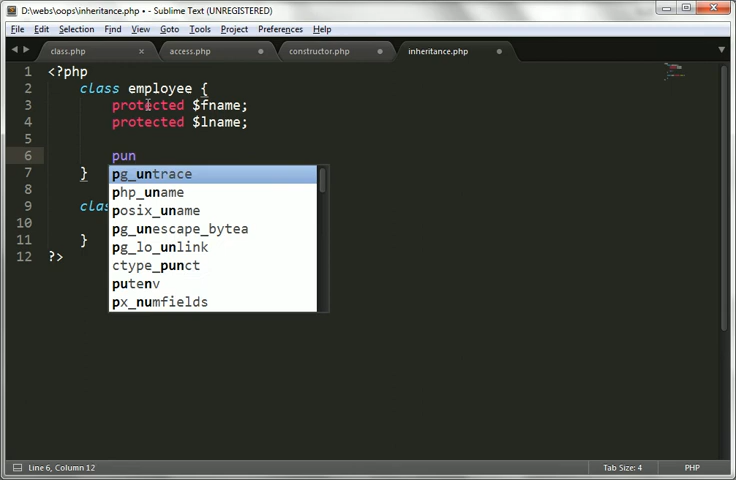 D:\webs\oops\inheritance.php • - Sublime Text (UNREGISTERED)
File Edit Selection Find View Goto Tools Project Preferences Help
class.php access.php constructor.php inheritance.php
1 <?php
2 class employee {
3 protected $fname;
4 protected $lname;
5
6 pun
pg_untrace
7 }
php_uname
8
posix_uname
9 clas
pg_unescape_bytea
10
pg_lo_unlink
11 }
ctype_punct
12 ?>
putenv
px_numfields
Line 6, Column 12 Tab Size: 4 PHP